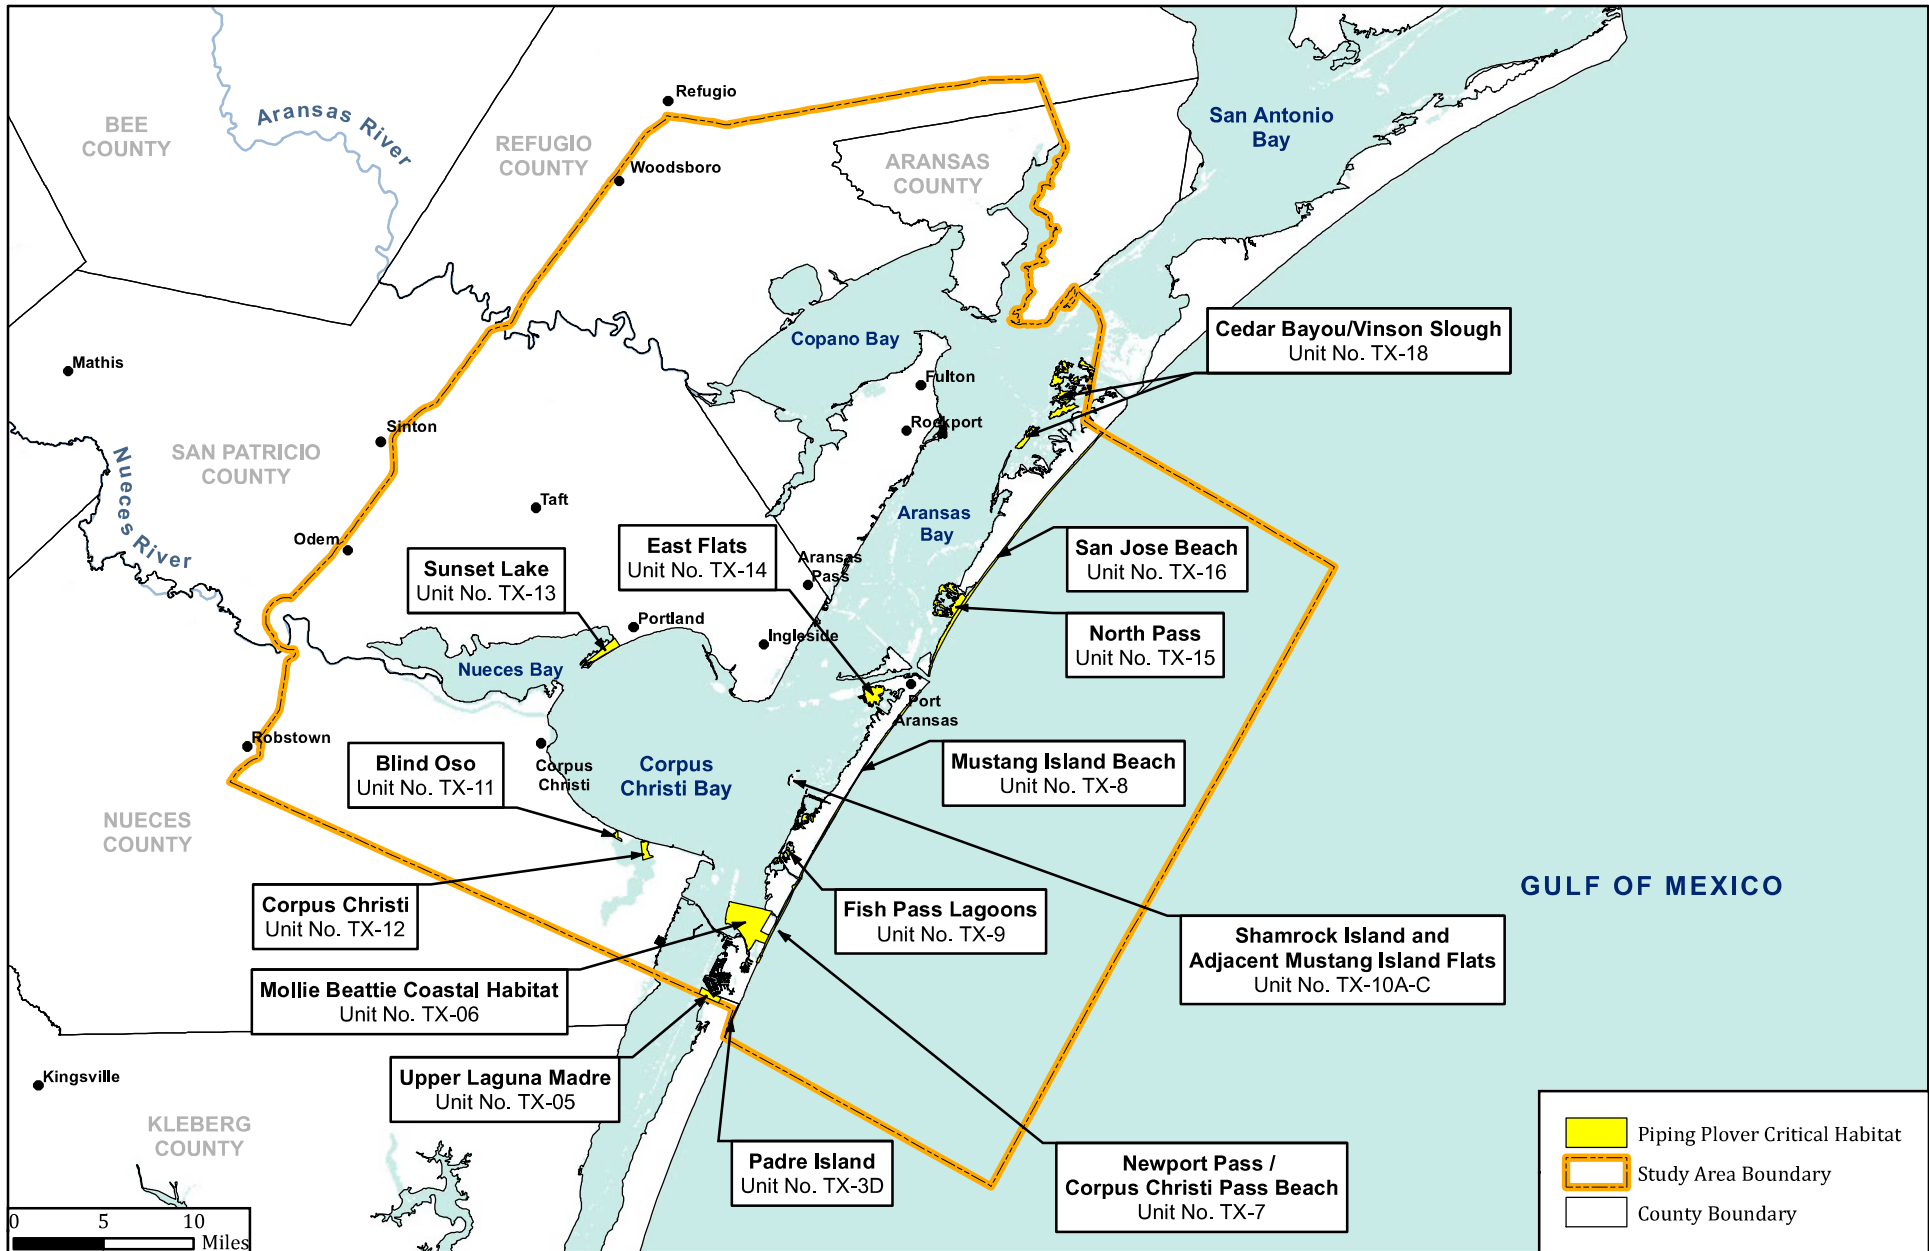 Refugio
BEE
COUNTY
Aransas River
REFUGIO
COUNTY
San Antonio
Bay
Woodsboro
ARANSAS
COUNTY
Cedar Bayou/Vinson Slough
Unit No. TX-18
Copano Bay
Mathis
Fulton
Sinton
Rockport
SAN PATRICIO
COUNTY
Nueces River
Taft
Aransas
Bay
Odem
East Flats
Unit No. TX-14
San Jose Beach
Unit No. TX-16
Sunset Lake
Unit No. TX-13
Aransas
Pass
Portland
Ingleside
North Pass
Unit No. TX-15
Nueces Bay
Port
Aransas
Robstown
Blind Oso
Unit No. TX-11
Corpus
Christi
Corpus
Christi Bay
Mustang Island Beach
Unit No. TX-8
NUECES
COUNTY
GULF OF MEXICO
Corpus Christi
Unit No. TX-12
Fish Pass Lagoons
Unit No. TX-9
Shamrock Island and
Adjacent Mustang Island Flats
Unit No. TX-10A-C
Mollie Beattie Coastal Habitat
Unit No. TX-06
Kingsville
Upper Laguna Madre
Unit No. TX-05
KLEBERG
COUNTY
Padre Island
Unit No. TX-3D
Newport Pass /
Corpus Christi Pass Beach
Unit No. TX-7
Piping Plover Critical Habitat
Study Area Boundary
County Boundary
0 5 10
Miles